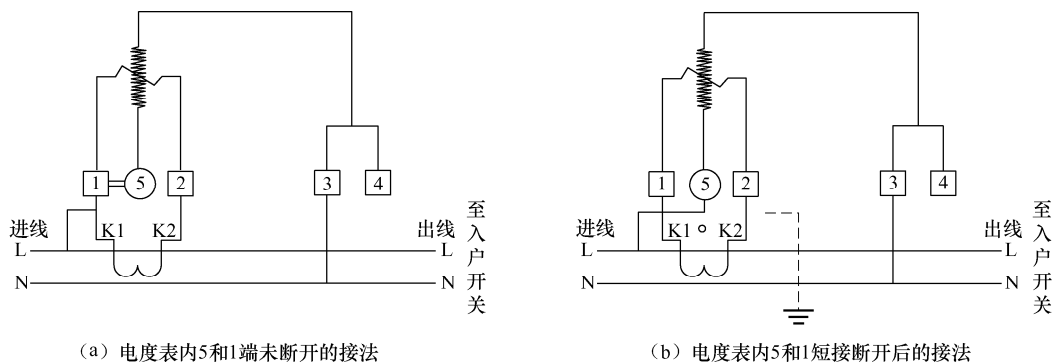 1
5
2
3
4
进线
K1
K2
出线
L
L
N
N
至入户开关
(a) 电度表内5和1端未断开的接法
1
5
2
3
4
进线
K1
K2
出线
L
L
N
N
至入户开关
(b) 电度表内5和1短接断开后的接法